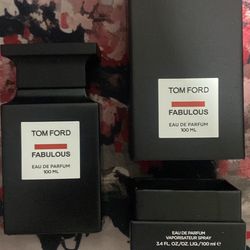 TOM FORD
FABULOUS
EAU DE PARFUM
100 ML
TOM FORD
FABULOUS
EAU DE PARFUM
100 ML
EAU DE PARFUM
VAPORISATEUR SPRAY
3.4 FL.OZ./OZ. LIQ/100 ml ℮